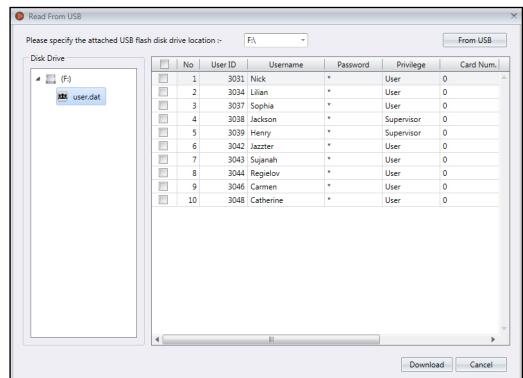 Read From USB
Please specify the attached USB flash disk drive location :- F:\ From USB
Disk Drive
(F:)
user.dat
No User ID Username Password Privilege Card Num.
1 3031 Nick * User 0
2 3034 Lilian * User 0
3 3037 Sophia * User 0
4 3038 Jackson * Supervisor 0
5 3039 Henry * Supervisor 0
6 3042 Jazzter * User 0
7 3043 Sujanah * User 0
8 3044 Regielov * User 0
9 3046 Carmen * User 0
10 3048 Catherine * User 0
Download Cancel